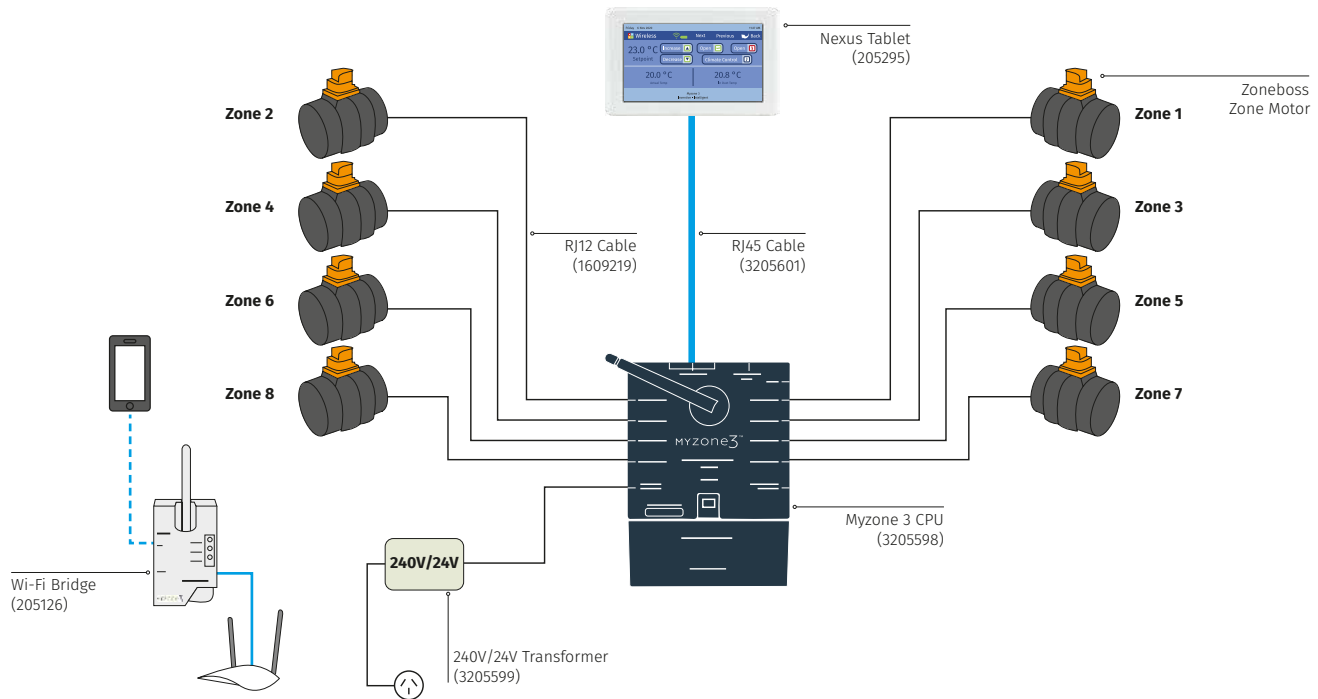 Wireless
Next
Previous
Back
23.0 °C
Setpoint
Increase
Decrease
Open
Open
Climate Control
20.0 °C
20.8 °C
Nexus Tablet
(205295)
Zoneboss
Zone Motor
Zone 2
Zone 1
Zone 4
Zone 3
RJ12 Cable
(1609219)
RJ45 Cable
(3205601)
Zone 6
Zone 5
Zone 8
Zone 7
MYZONE3™
Myzone 3 CPU
(3205598)
240V/24V
Wi-Fi Bridge
(205126)
240V/24V Transformer
(3205599)